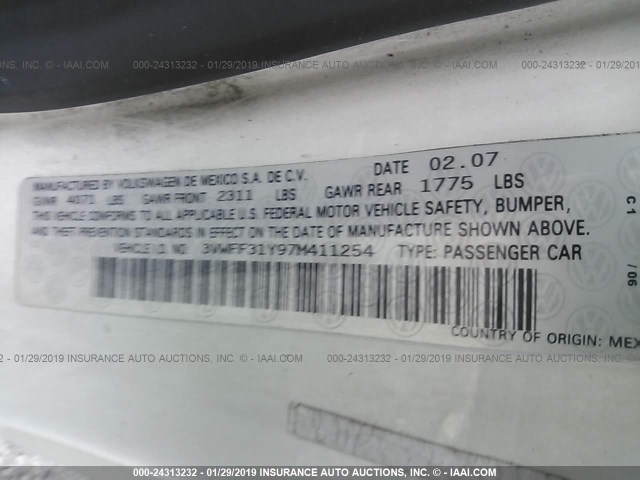 INC. - IAAI.COM 000-24313232 - 01/29/2019 INSURANCE AUTO AUCTIONS, INC. © - IAAI.COM 000-24313232 - 01/2
MANUFACTURED BY VOLKSWAGEN DE MEXICO S.A. DE C.V. DATE 02.07
GVWR 4071 LBS GAWR FRONT 2311 LBS GAWR REAR 1775 LBS
THIS VEHICLE CONFORMS TO ALL APPLICABLE U.S. FEDERAL MOTOR VEHICLE SAFETY, BUMPER,
AND THEFT PREVENTION STANDARDS IN EFFECT ON THE DATE OF MANUFACTURE SHOWN ABOVE.
VEHICLE I.D. NO 3VWFF31Y97M411254 TYPE: PASSENGER CAR
COUNTRY OF ORIGIN: MEX
C1
/06
2 - 01/29/2019 INSURANCE AUTO AUCTIONS, INC. © - IAAI.COM 000-24313232 - 01/29/2019 INSURANCE AUTO AUCTIONS, INC.
000-24313232 - 01/29/2019 INSURANCE AUTO AUCTIONS, INC. © - IAAI.COM